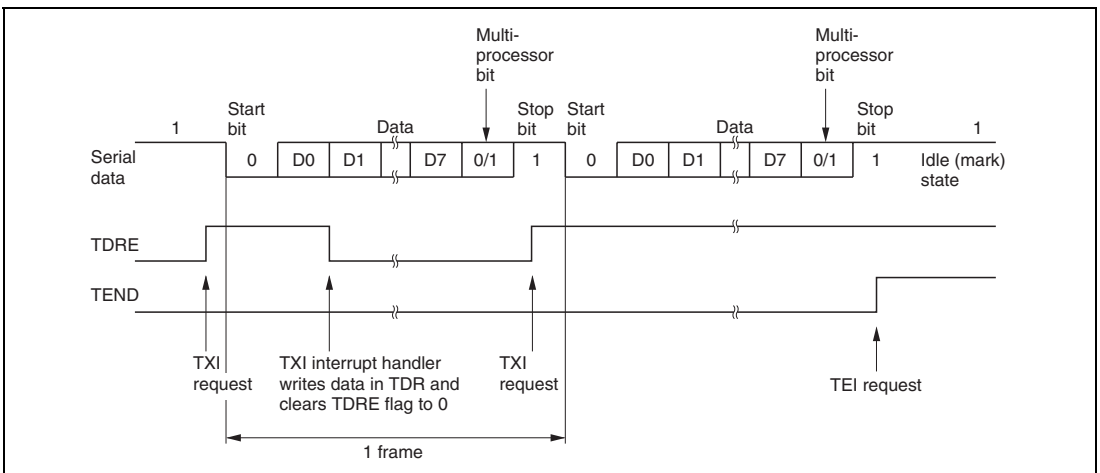 Multi-
processor
bit
Multi-
processor
bit
1
Start
bit
Data
Stop
bit
Start
bit
Data
Stop
bit
1
Serial
data
0 D0 D1 D7 0/1 1 0 D0 D1 D7 0/1 1
Idle (mark)
state
TDRE
TEND
TXI
request
TXI interrupt handler
writes data in TDR and
clears TDRE flag to 0
TXI
request
TEI request
1 frame